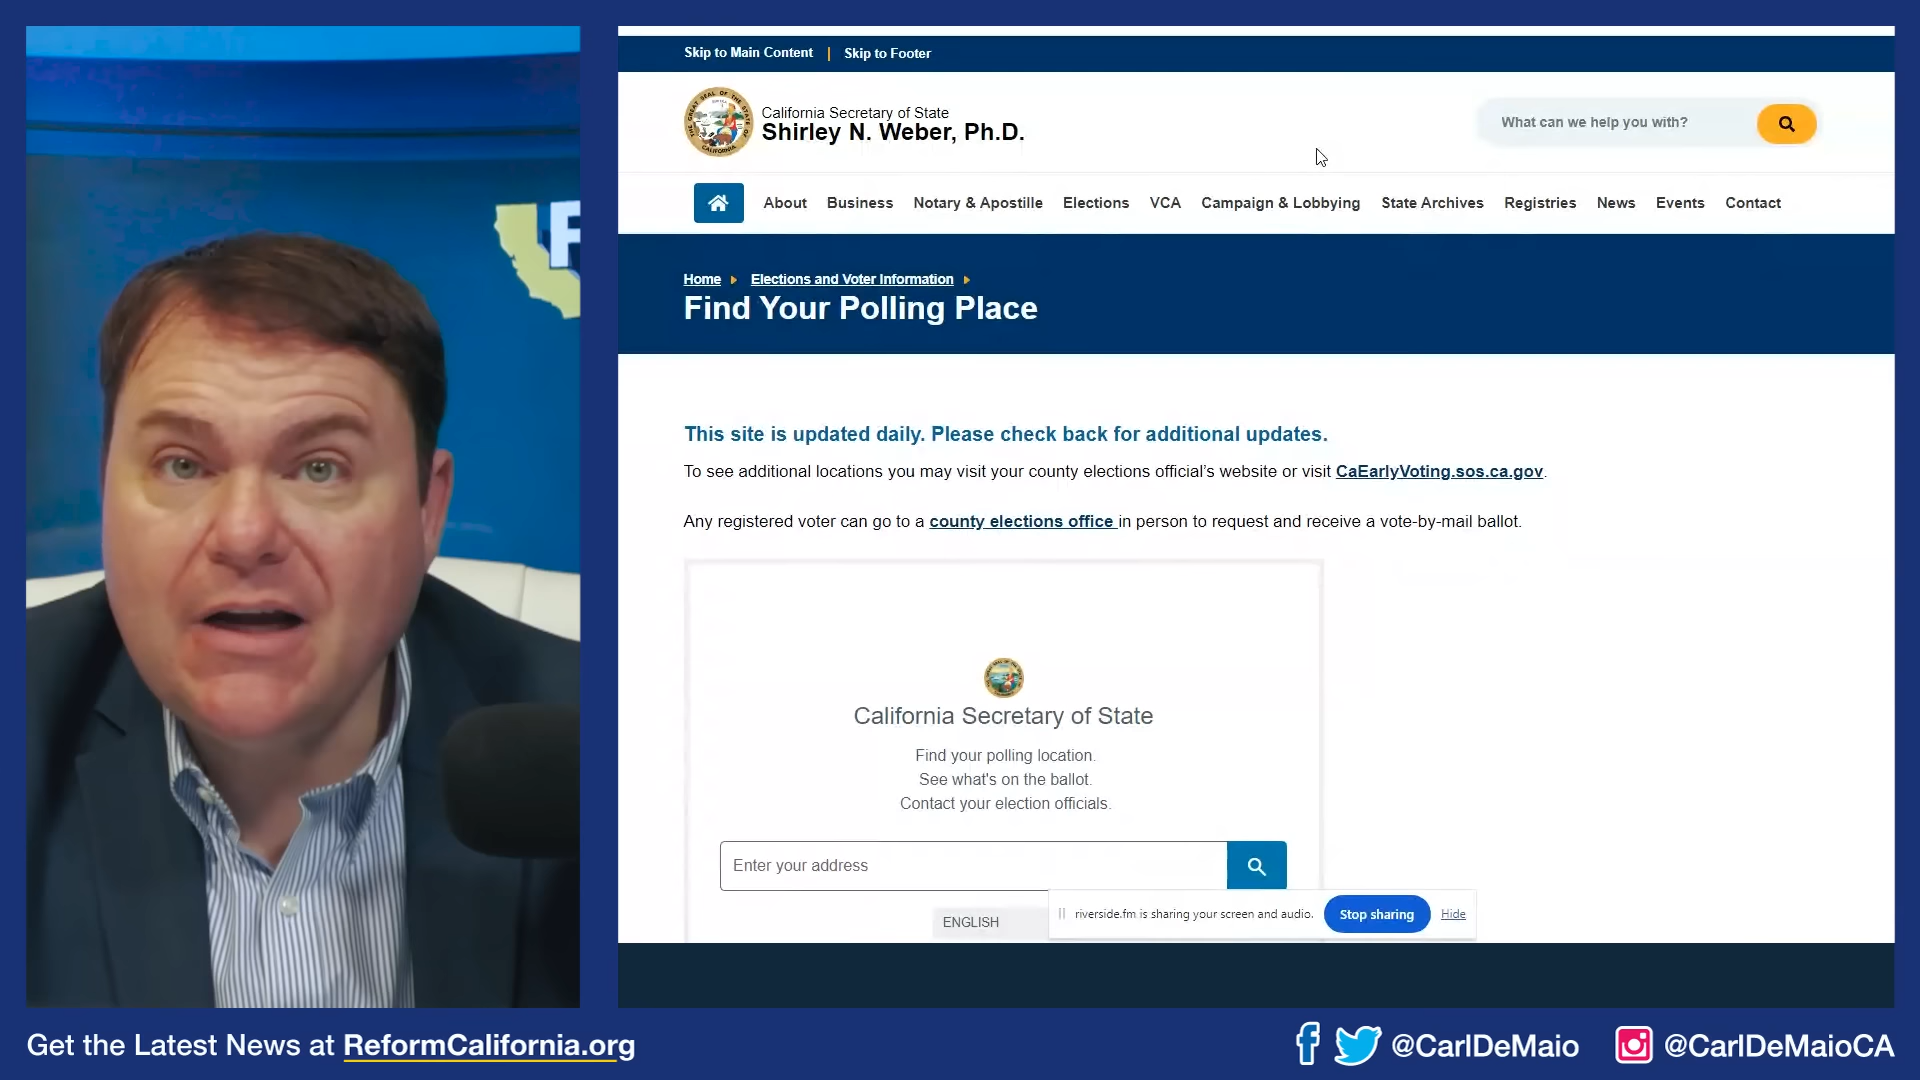 Skip to Main Content | Skip to Footer
California Secretary of State
Shirley N. Weber, Ph.D.
What can we help you with?
About Business Notary & Apostille Elections VCA Campaign & Lobbying State Archives Registries News Events Contact
Home Elections and Voter Information
Find Your Polling Place
This site is updated daily. Please check back for additional updates.
To see additional locations you may visit your county elections official's website or visit CaEarlyVoting.sos.ca.gov.
Any registered voter can go to a county elections office in person to request and receive a vote-by-mail ballot.
California Secretary of State
Find your polling location.
See what's on the ballot.
Contact your election officials.
Enter your address
ENGLISH
riverside.fm is sharing your screen and audio. Stop sharing Hide
Get the Latest News at ReformCalifornia.org
@CarlDeMaio @CarlDeMaioCA